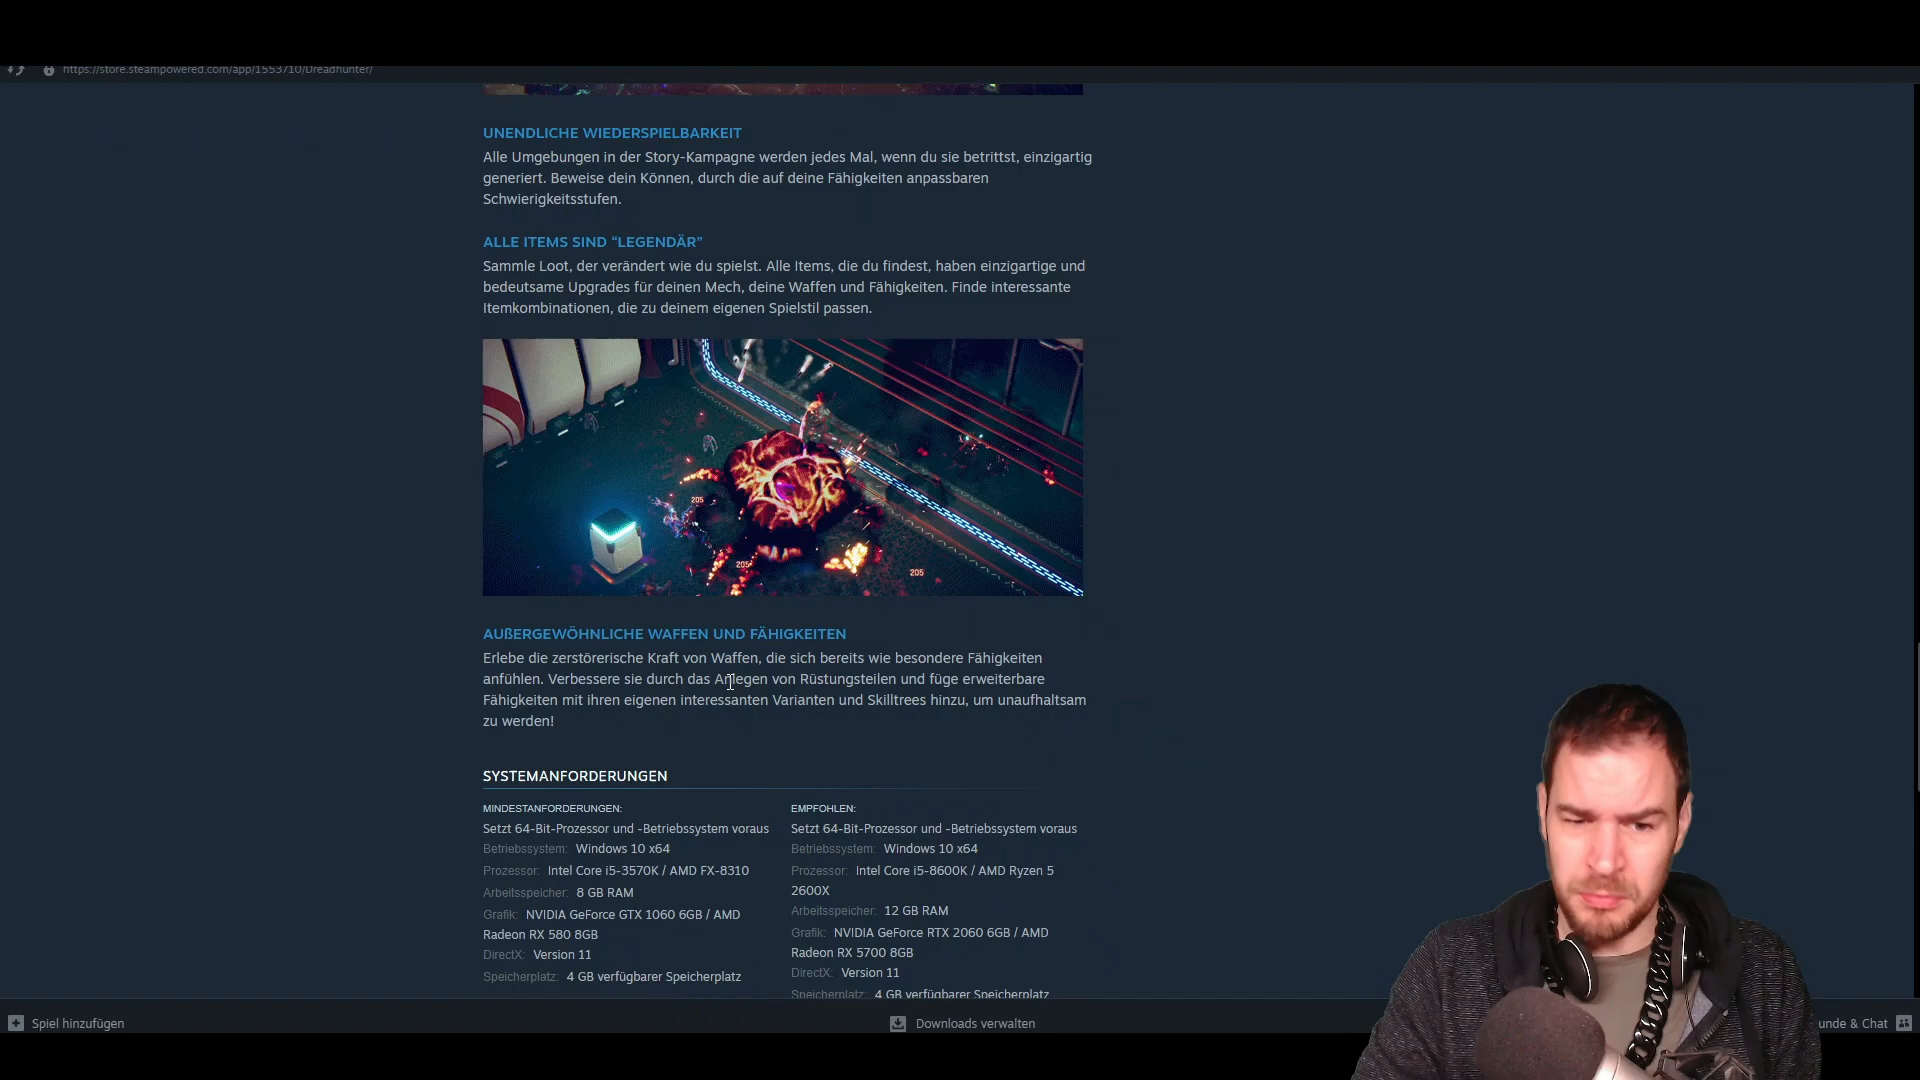 https://store.steampowered.com/app/1553710/Dreadhunter/
UNENDLICHE WIEDERSPIELBARKEIT
Alle Umgebungen in der Story-Kampagne werden jedes Mal, wenn du sie betrittst, einzigartig
generiert. Beweise dein Können, durch die auf deine Fähigkeiten anpassbaren
Schwierigkeitsstufen.
ALLE ITEMS SIND “LEGENDÄR”
Sammle Loot, der verändert wie du spielst. Alle Items, die du findest, haben einzigartige und
bedeutsame Upgrades für deinen Mech, deine Waffen und Fähigkeiten. Finde interessante
Itemkombinationen, die zu deinem eigenen Spielstil passen.
205
205
205
AUßERGEWÖHNLICHE WAFFEN UND FÄHIGKEITEN
Erlebe die zerstörerische Kraft von Waffen, die sich bereits wie besondere Fähigkeiten
anfühlen. Verbessere sie durch das Anlegen von Rüstungsteilen und füge erweiterbare
Fähigkeiten mit ihren eigenen interessanten Varianten und Skilltrees hinzu, um unaufhaltsam
zu werden!
SYSTEMANFORDERUNGEN
MINDESTANFORDERUNGEN:
Setzt 64-Bit-Prozessor und -Betriebssystem voraus
Betriebssystem: Windows 10 x64
Prozessor: Intel Core i5-3570K / AMD FX-8310
Arbeitsspeicher: 8 GB RAM
Grafik: NVIDIA GeForce GTX 1060 6GB / AMD
Radeon RX 580 8GB
DirectX: Version 11
Speicherplatz: 4 GB verfügbarer Speicherplatz
EMPFOHLEN:
Setzt 64-Bit-Prozessor und -Betriebssystem voraus
Betriebssystem: Windows 10 x64
Prozessor: Intel Core i5-8600K / AMD Ryzen 5
2600X
Arbeitsspeicher: 12 GB RAM
Grafik: NVIDIA GeForce RTX 2060 6GB / AMD
Radeon RX 5700 8GB
DirectX: Version 11
Speicherplatz: 4 GB verfügbarer Speicherplatz
Spiel hinzufügen
Downloads verwalten
unde & Chat